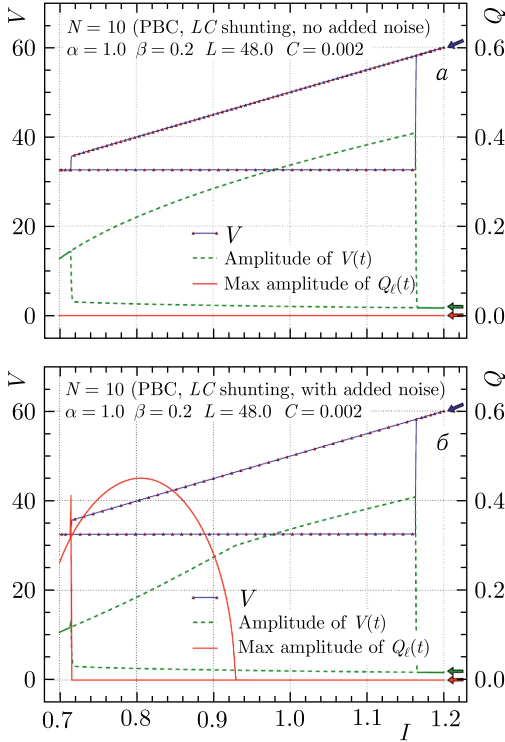 V
Q
N = 10 (PBC, LC shunting, no added noise)
α = 1.0 β = 0.2 L = 48.0 C = 0.002
а
60
0.6
40
0.4
20
0.2
0
0.0
V
Amplitude of V(t)
Max amplitude of Qℓ(t)
V
Q
N = 10 (PBC, LC shunting, with added noise)
α = 1.0 β = 0.2 L = 48.0 C = 0.002
б
60
0.6
40
0.4
20
0.2
0
0.0
V
Amplitude of V(t)
Max amplitude of Qℓ(t)
0.7 0.8 0.9 1.0 1.1 I 1.2